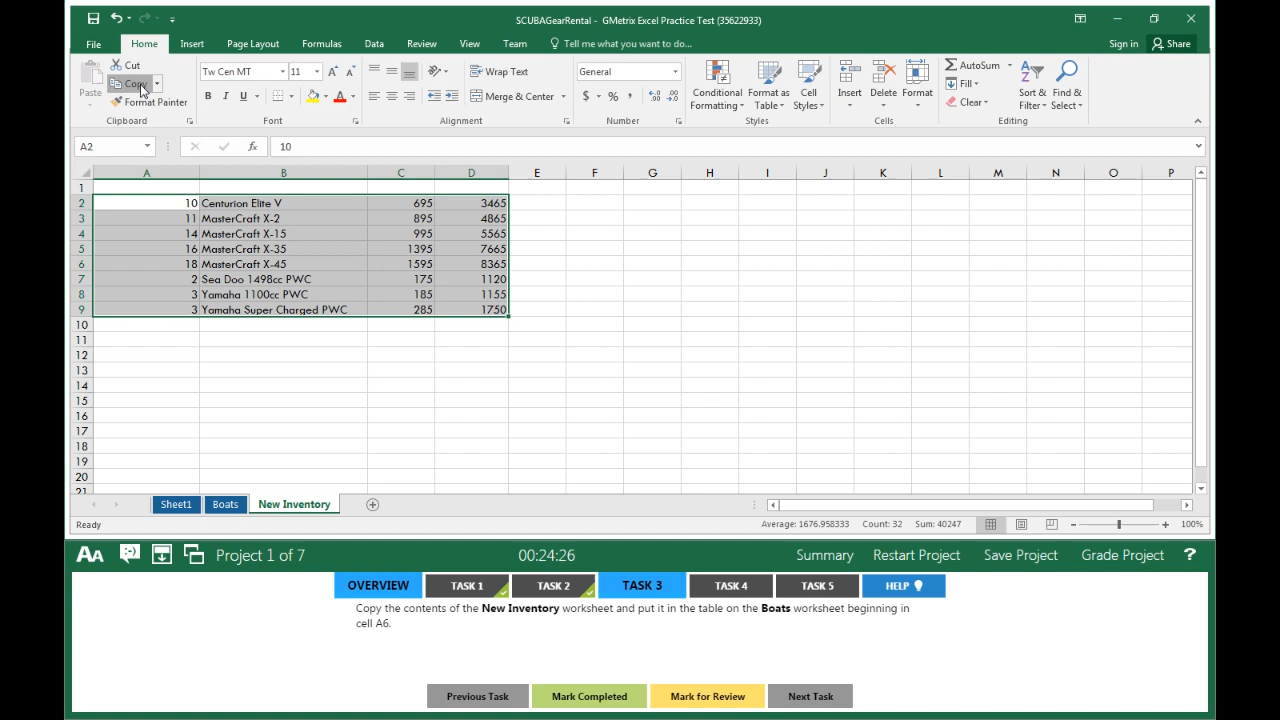 SCUBAGearRental - GMetrix Excel Practice Test (35622933)
File Home Insert Page Layout Formulas Data Review View Team Tell me what you want to do... Sign in Share
Paste Cut Copy Format Painter Clipboard
Tw Cen MT 11 A A B I U A Font
Wrap Text Merge & Center Alignment
General $ % , Number
Conditional Formatting Format as Table Cell Styles Styles
Insert Delete Format Cells
AutoSum Fill Clear Sort & Filter Find & Select Editing
A2 fx 10
A B C D E F G H I J K L M N O P
1
2 10 Centurion Elite V 695 3465
3 11 MasterCraft X-2 895 4865
4 14 MasterCraft X-15 995 5565
5 16 MasterCraft X-35 1395 7665
6 18 MasterCraft X-45 1595 8365
7 2 Sea Doo 1498cc PWC 175 1120
8 3 Yamaha 1100cc PWC 185 1155
9 3 Yamaha Super Charged PWC 285 1750
10
11
12
13
14
15
16
17
18
19
20
21
Sheet1 Boats New Inventory
Ready Average: 1676.958333 Count: 32 Sum: 40247 100%
AA Project 1 of 7 00:24:26 Summary Restart Project Save Project Grade Project ?
OVERVIEW TASK 1 TASK 2 TASK 3 TASK 4 TASK 5 HELP
Copy the contents of the New Inventory worksheet and put it in the table on the Boats worksheet beginning in
cell A6.
Previous Task Mark Completed Mark for Review Next Task